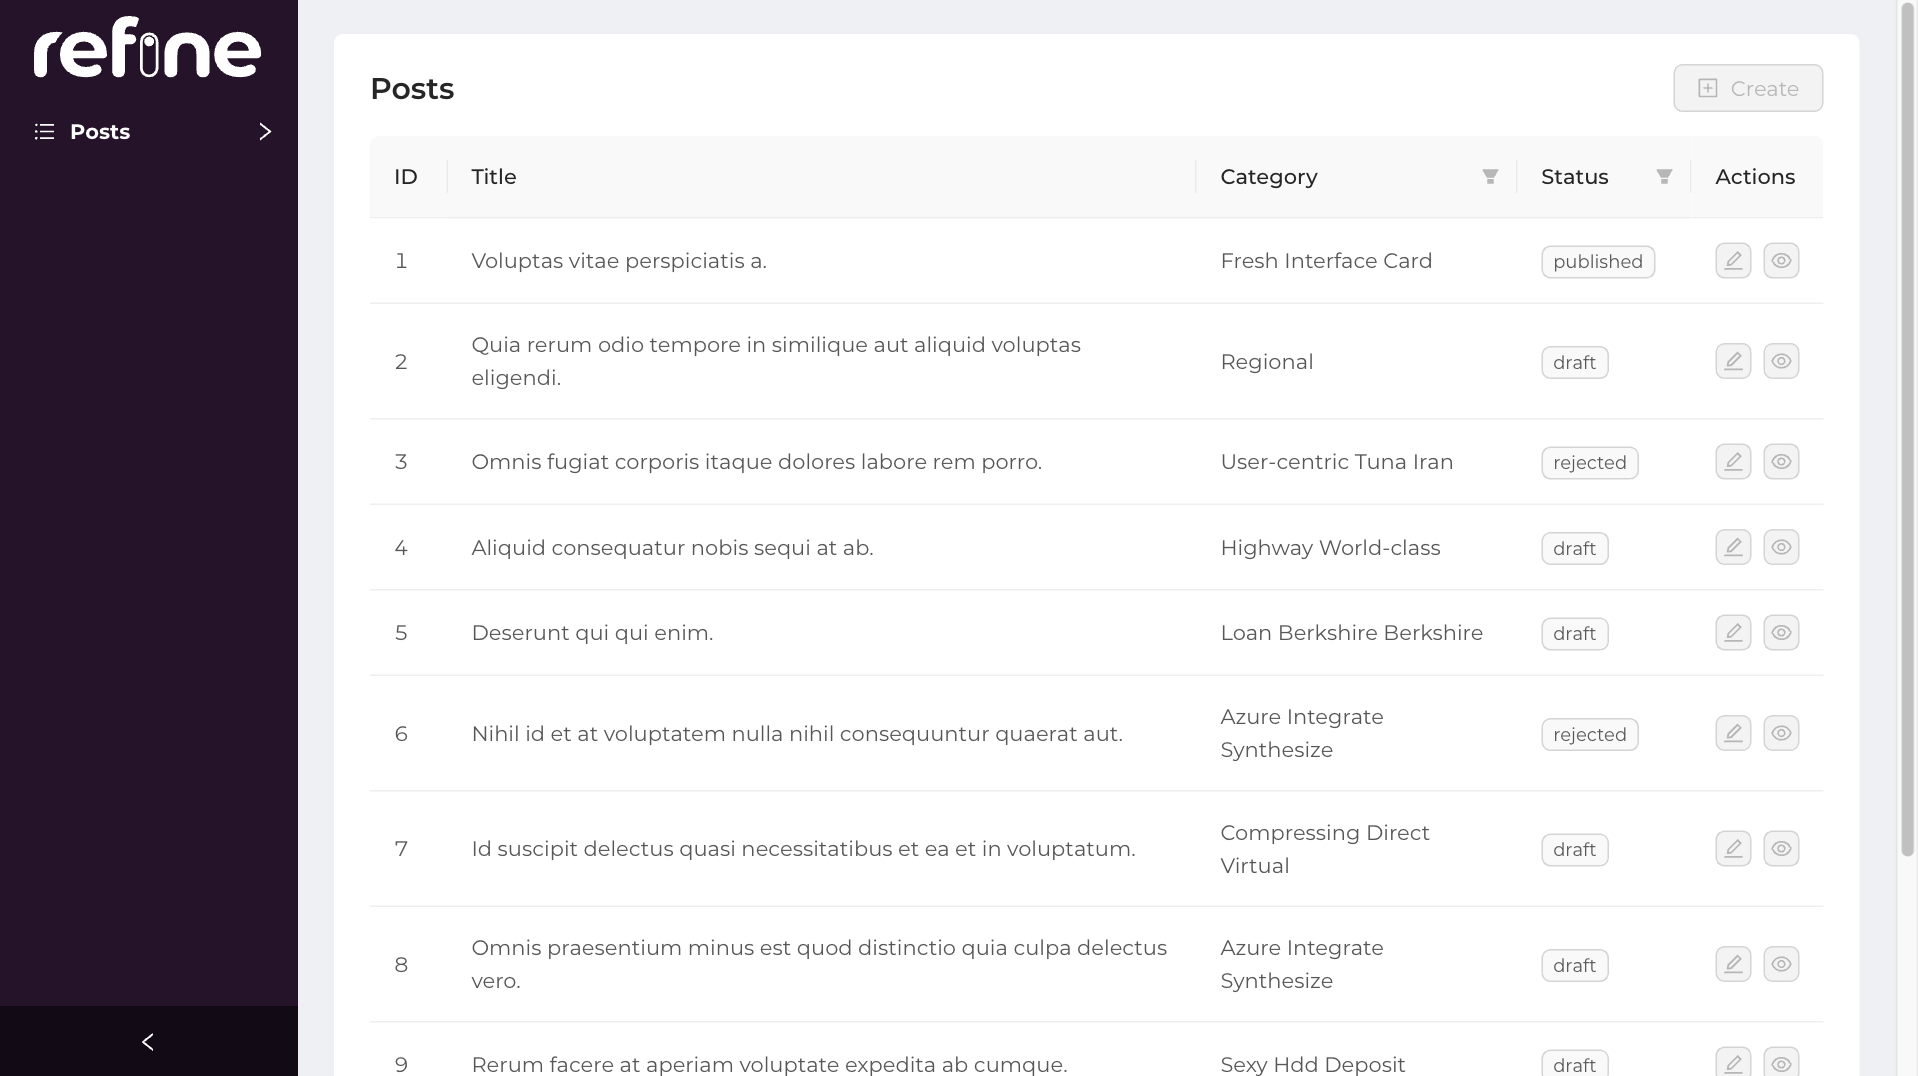 refine
Posts
Posts
Create
ID Title Category Status Actions
1 Voluptas vitae perspiciatis a. Fresh Interface Card published
2 Quia rerum odio tempore in similique aut aliquid voluptas
eligendi. Regional draft
3 Omnis fugiat corporis itaque dolores labore rem porro. User-centric Tuna Iran rejected
4 Aliquid consequatur nobis sequi at ab. Highway World-class draft
5 Deserunt qui qui enim. Loan Berkshire Berkshire draft
6 Nihil id et at voluptatem nulla nihil consequuntur quaerat aut. Azure Integrate
Synthesize rejected
7 Id suscipit delectus quasi necessitatibus et ea et in voluptatum. Compressing Direct
Virtual draft
8 Omnis praesentium minus est quod distinctio quia culpa delectus
vero. Azure Integrate
Synthesize draft
9 Rerum facere at aperiam voluptate expedita ab cumque. Sexy Hdd Deposit draft